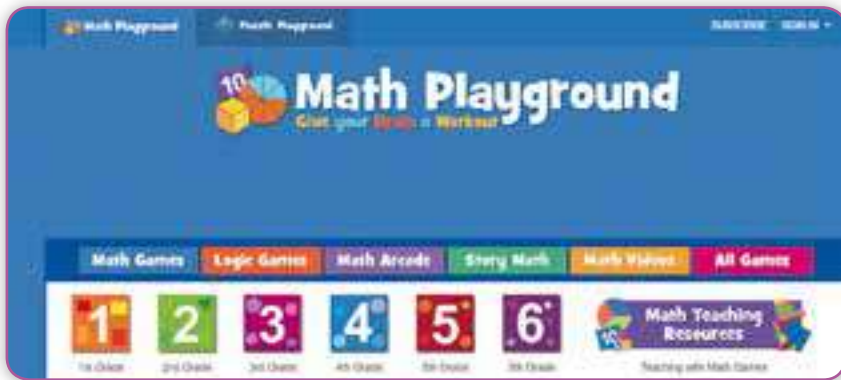 Math Playground Puzzle Playground SUBSCRIBE SIGN IN
10
Math Playground
Give your Brain a Workout
Math Games Logic Games Math Arcade Story Math Math Videos All Games
1 2 3 4 5 6 Math Teaching Resources
1st Grade 2nd Grade 3rd Grade 4th Grade 5th Grade 6th Grade Teaching with Math Games